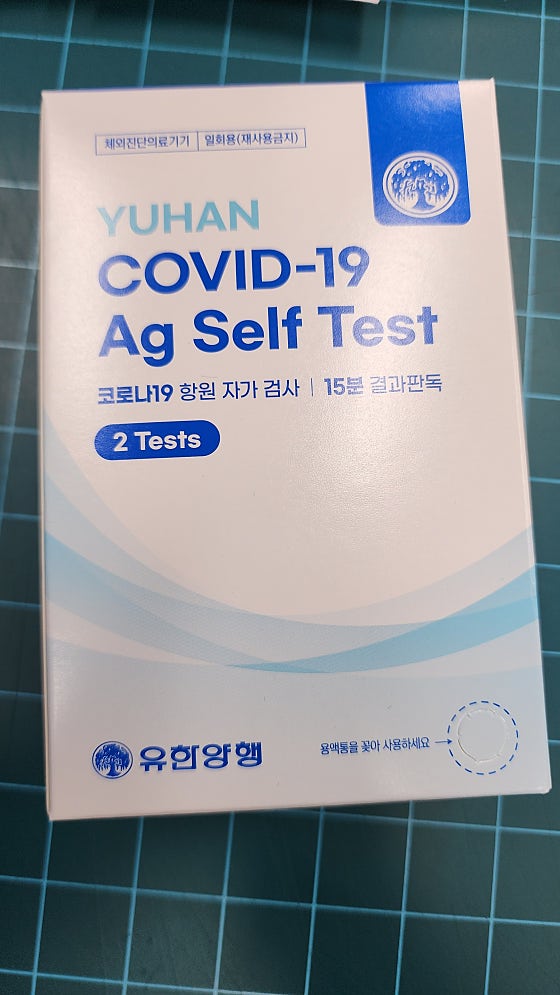 체외진단의료기기 일회용(재사용금지)
YUHAN
COVID-19
Ag Self Test
코로나19 항원 자가 검사 | 15분 결과판독
2 Tests
유한양행
용액통을 꽂아 사용하세요